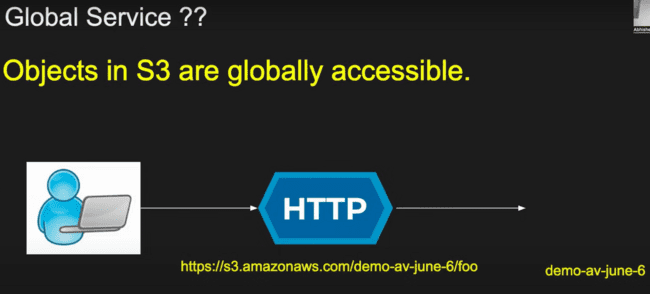 Global Service ??
Objects in S3 are globally accessible.
HTTP
https://s3.amazonaws.com/demo-av-june-6/foo
demo-av-june-6